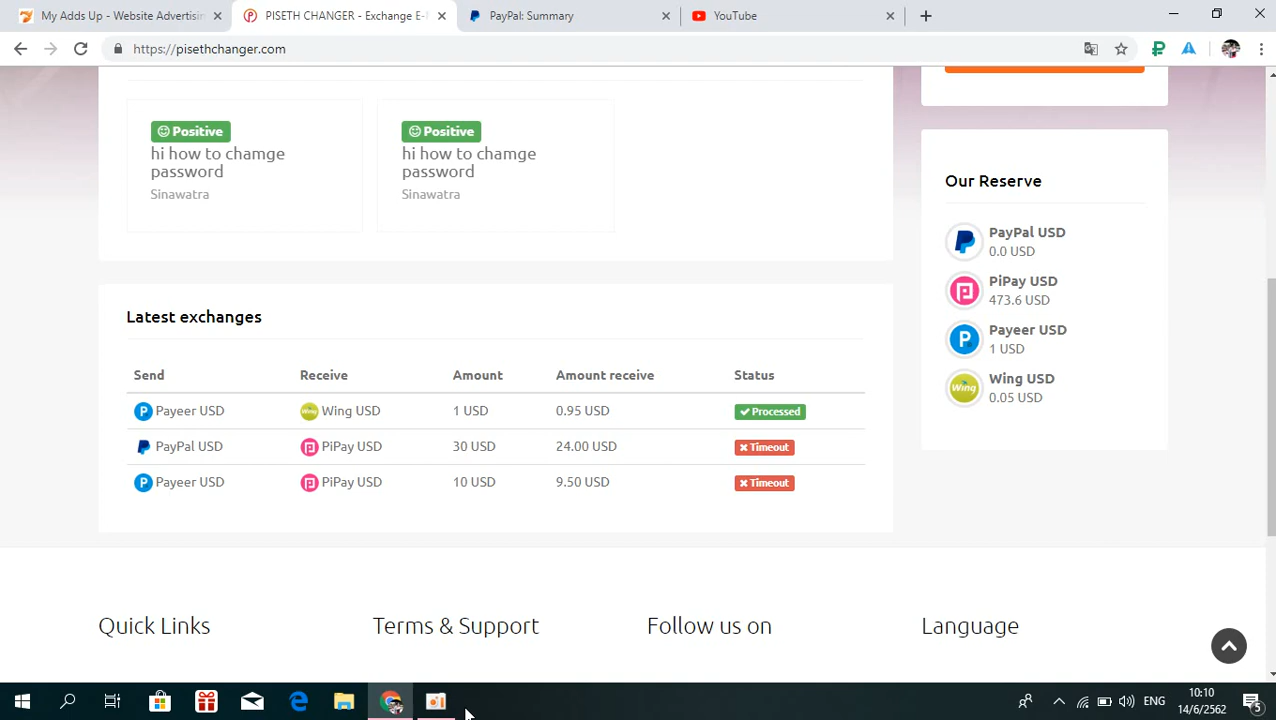 My Adds Up - Website Advertisin
PISETH CHANGER - Exchange E-
PayPal: Summary
YouTube
https://pisethchanger.com
Positive
hi how to chamge
password
Sinawatra
Positive
hi how to chamge
password
Sinawatra
Our Reserve
PayPal USD
0.0 USD
PiPay USD
473.6 USD
Payeer USD
1 USD
Wing USD
0.05 USD
Latest exchanges
Send Receive Amount Amount receive Status
Payeer USD Wing USD 1 USD 0.95 USD Processed
PayPal USD PiPay USD 30 USD 24.00 USD Timeout
Payeer USD PiPay USD 10 USD 9.50 USD Timeout
Quick Links Terms & Support Follow us on Language
ENG
10:10
14/6/2562
5